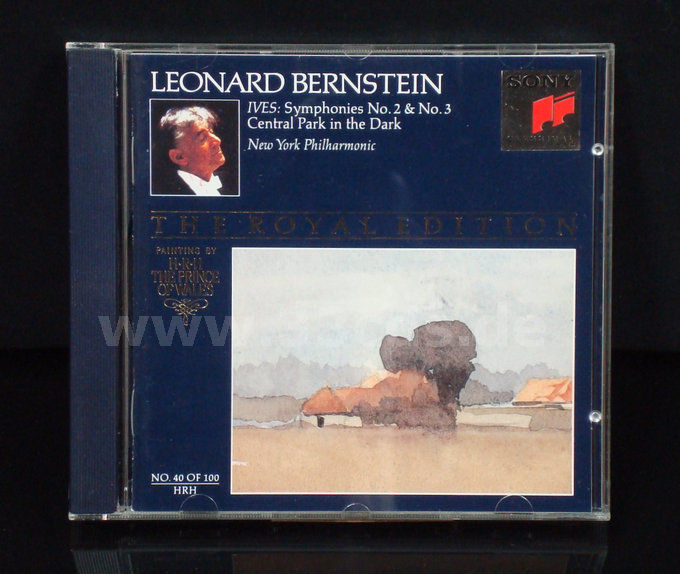 LEONARD BERNSTEIN
IVES: Symphonies No. 2 & No. 3
Central Park in the Dark
New York Philharmonic
SONY
CLASSICAL
THE ROYAL EDITION
PAINTING BY
H·R·H
THE PRINCE
OF WALES
NO. 40 OF 100
HRH